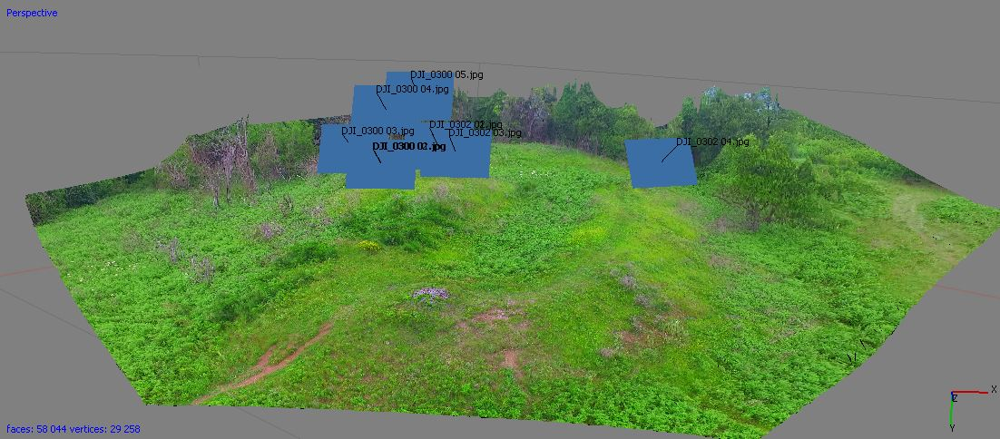 Perspective
DJI_0300 05.jpg
DJI_0300 04.jpg
DJI_0302 02.jpg
DJI_0300 03.jpg
DJI_0302 03.jpg
DJI_0302 04.jpg
DJI_0300 02.jpg
X
Z
Y
faces: 58 044 vertices: 29 258